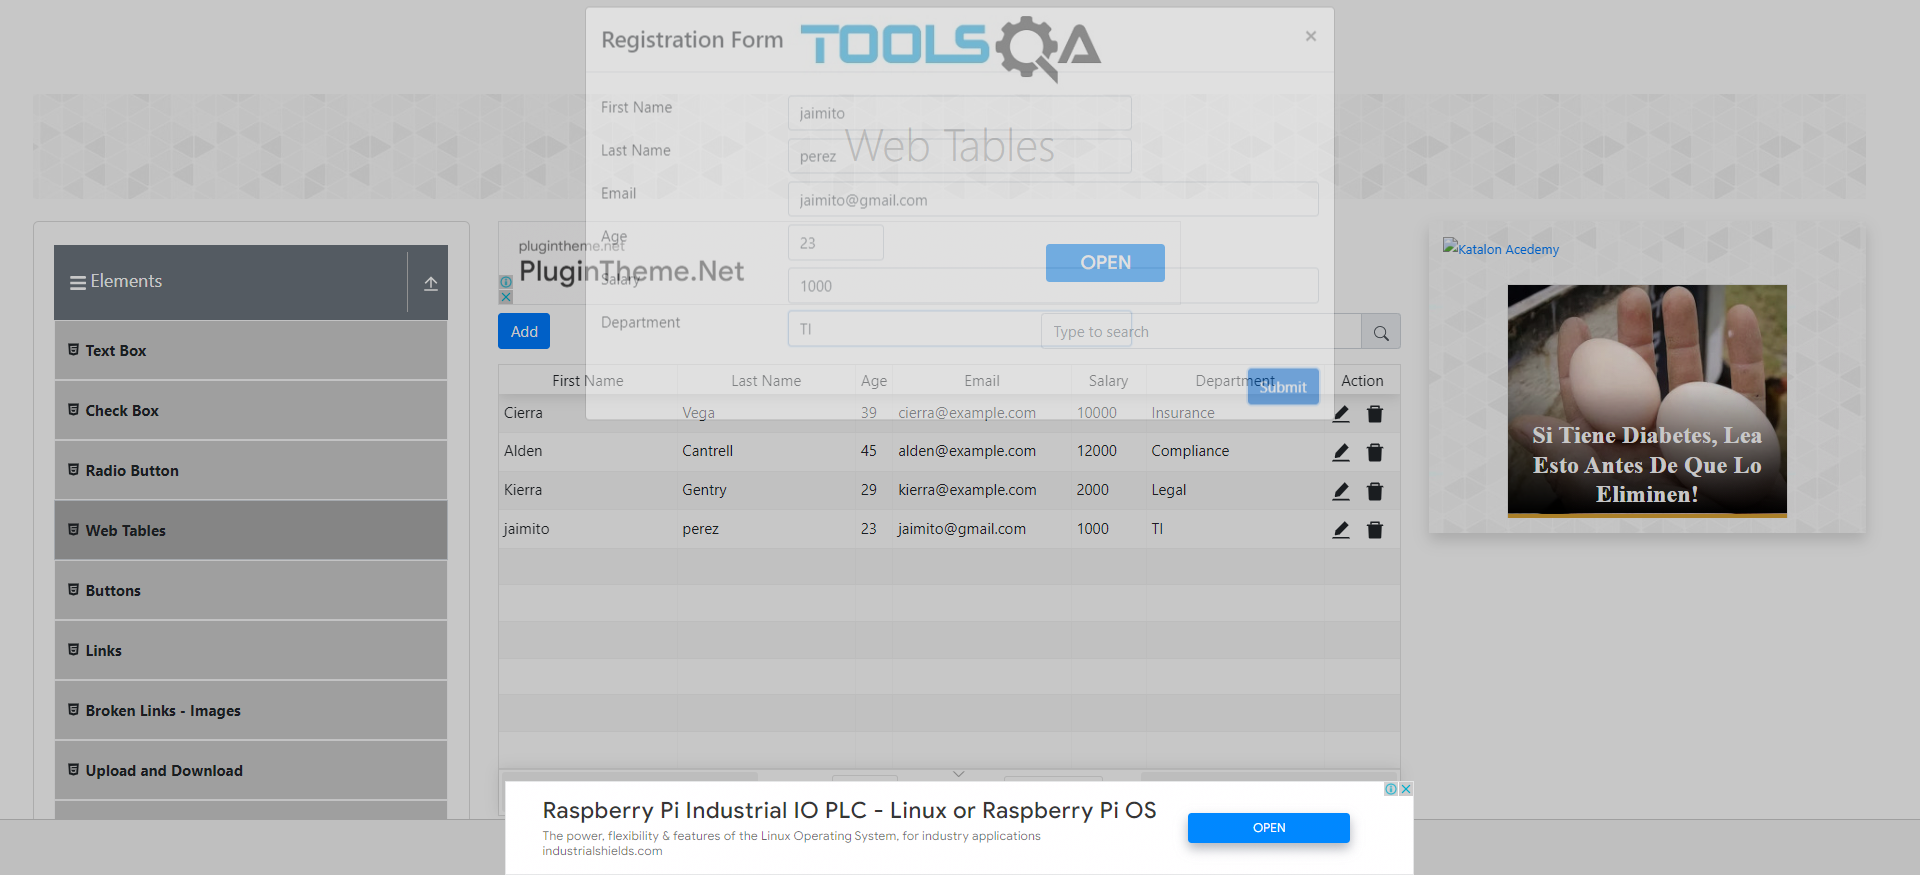 Registration Form
TOOLSQA
×
First Name
jaimito
Last Name
perez
Web Tables
Email
jaimito@gmail.com
Age
23
Salary
1000
Department
TI
Submit
Elements
Text Box
Check Box
Radio Button
Web Tables
Buttons
Links
Broken Links - Images
Upload and Download
plugintheme.net
PluginTheme.Net
OPEN
Add
Type to search
First Name Last Name Age Email Salary Department Action
Cierra Vega 39 cierra@example.com 10000 Insurance
Alden Cantrell 45 alden@example.com 12000 Compliance
Kierra Gentry 29 kierra@example.com 2000 Legal
jaimito perez 23 jaimito@gmail.com 1000 TI
Katalon Acedemy
Si Tiene Diabetes, Lea
Esto Antes De Que Lo
Eliminen!
Raspberry Pi Industrial IO PLC - Linux or Raspberry Pi OS
The power, flexibility & features of the Linux Operating System, for industry applications
industrialshields.com
OPEN